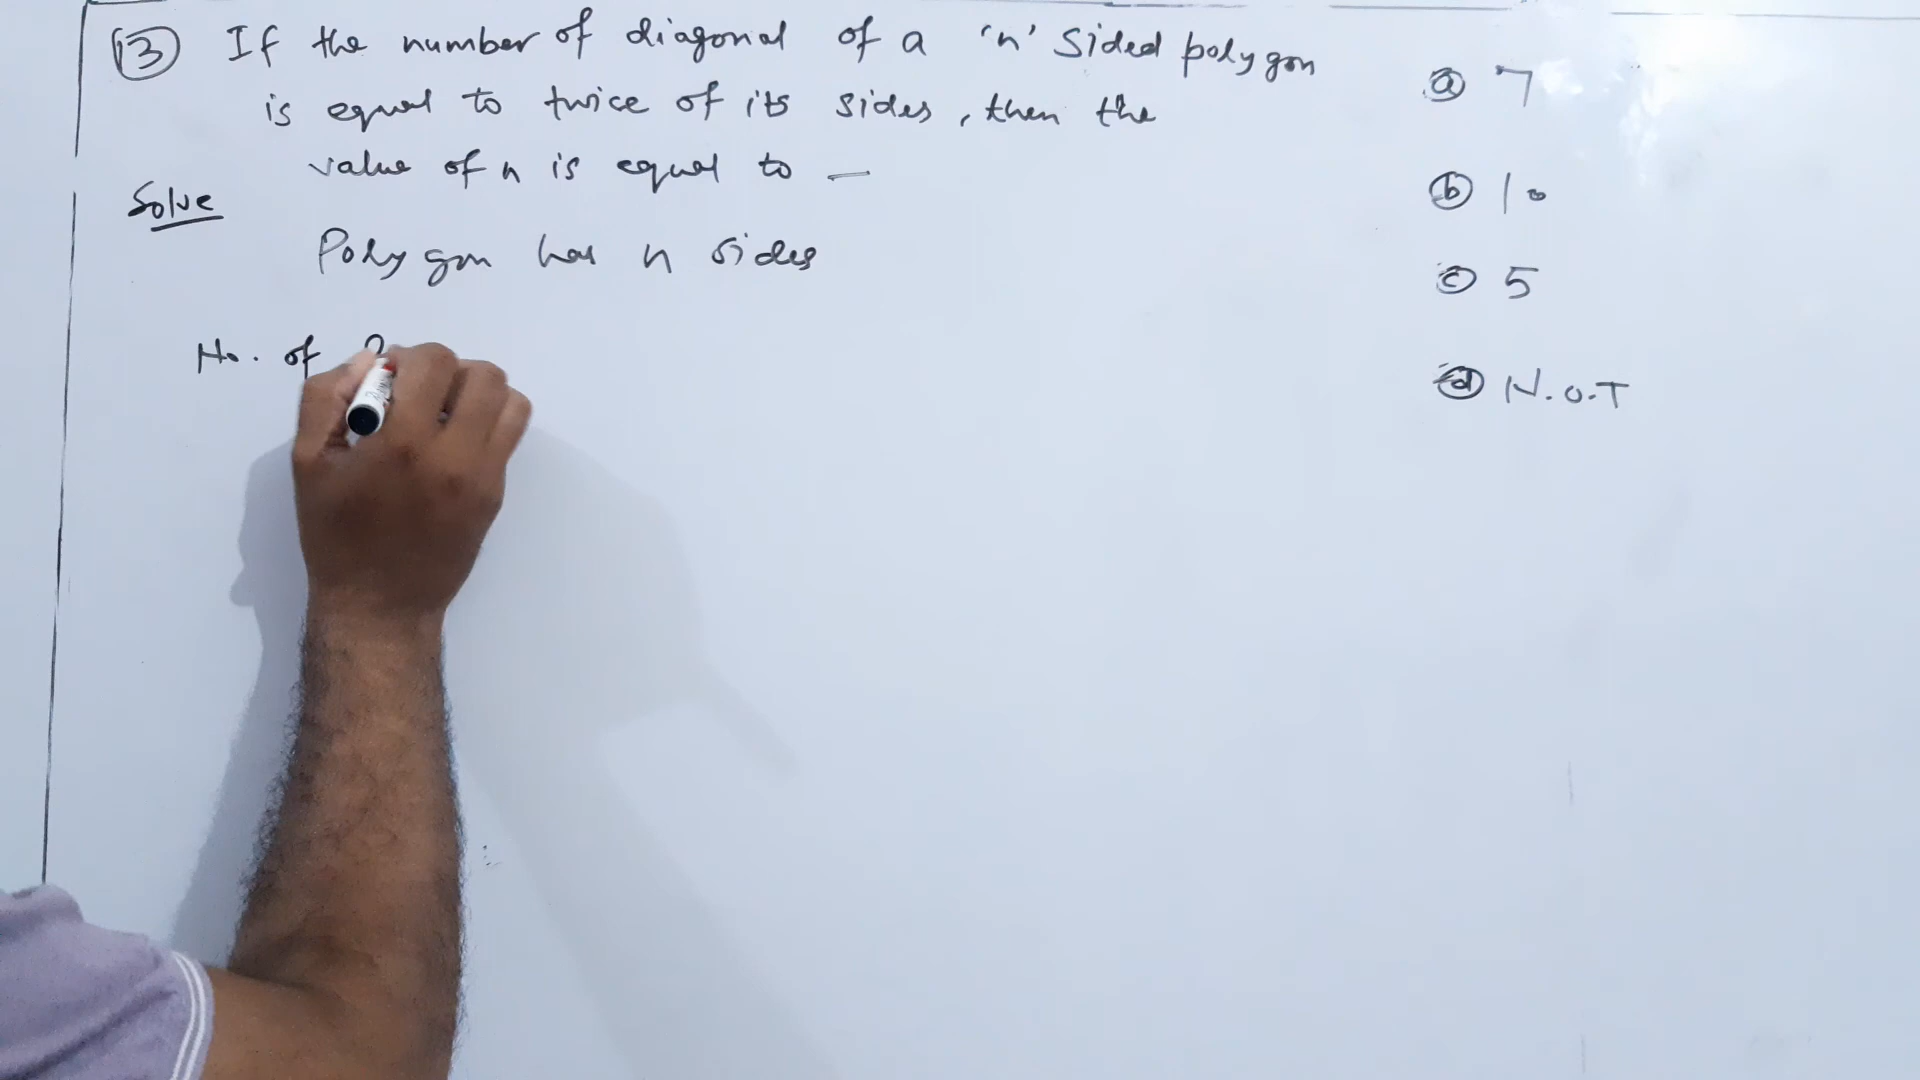 13 If the number of diagonal of a 'n' sided polygon
is equal to twice of its sides, then the
value of n is equal to —
Solve
Polygon has n sides
No. of
a 7
b 10
c 5
d N.O.T